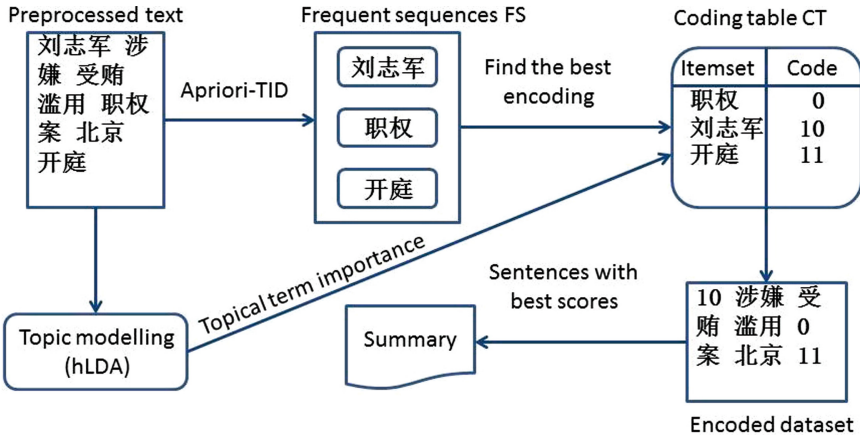 Preprocessed text
刘志军 涉
嫌 受贿
滥用 职权
案 北京
开庭
Apriori-TID
Frequent sequences FS
刘志军
职权
开庭
Find the best
encoding
Coding table CT
Itemset Code
职权 0
刘志军 10
开庭 11
Topic modelling
(hLDA)
Topical term importance
Sentences with
best scores
Summary
10 涉嫌 受
贿 滥用 0
案 北京 11
Encoded dataset